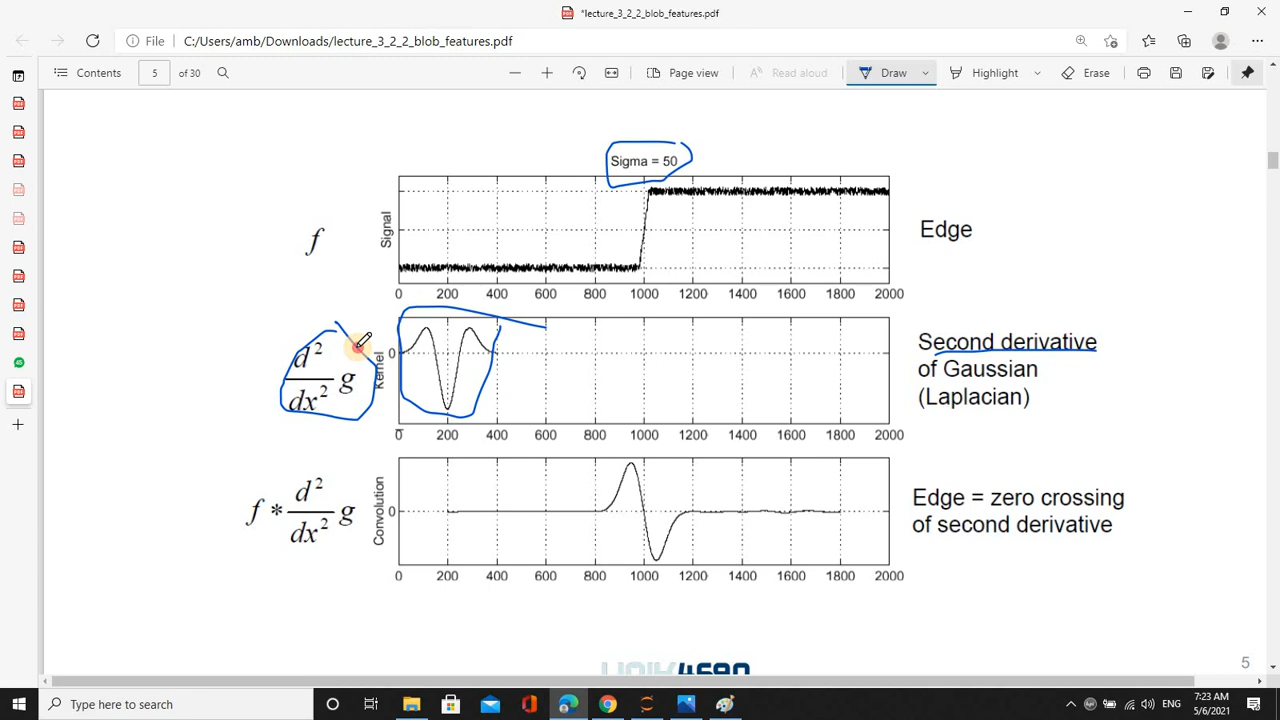 *lecture_3_2_2_blob_features.pdf
File C:/Users/amb/Downloads/lecture_3_2_2_blob_features.pdf
Contents 5 of 30 Page view Read aloud Draw Highlight Erase
Sigma = 50
f
Signal
Edge
0 200 400 600 800 1000 1200 1400 1600 1800 2000
d²/dx² g
Kernel
0
Second derivative
of Gaussian
(Laplacian)
0 200 400 600 800 1000 1200 1400 1600 1800 2000
f * d²/dx² g
Convolution
0
Edge = zero crossing
of second derivative
0 200 400 600 800 1000 1200 1400 1600 1800 2000
UNIK4690
5
Type here to search
ENG
7:23 AM
5/6/2021